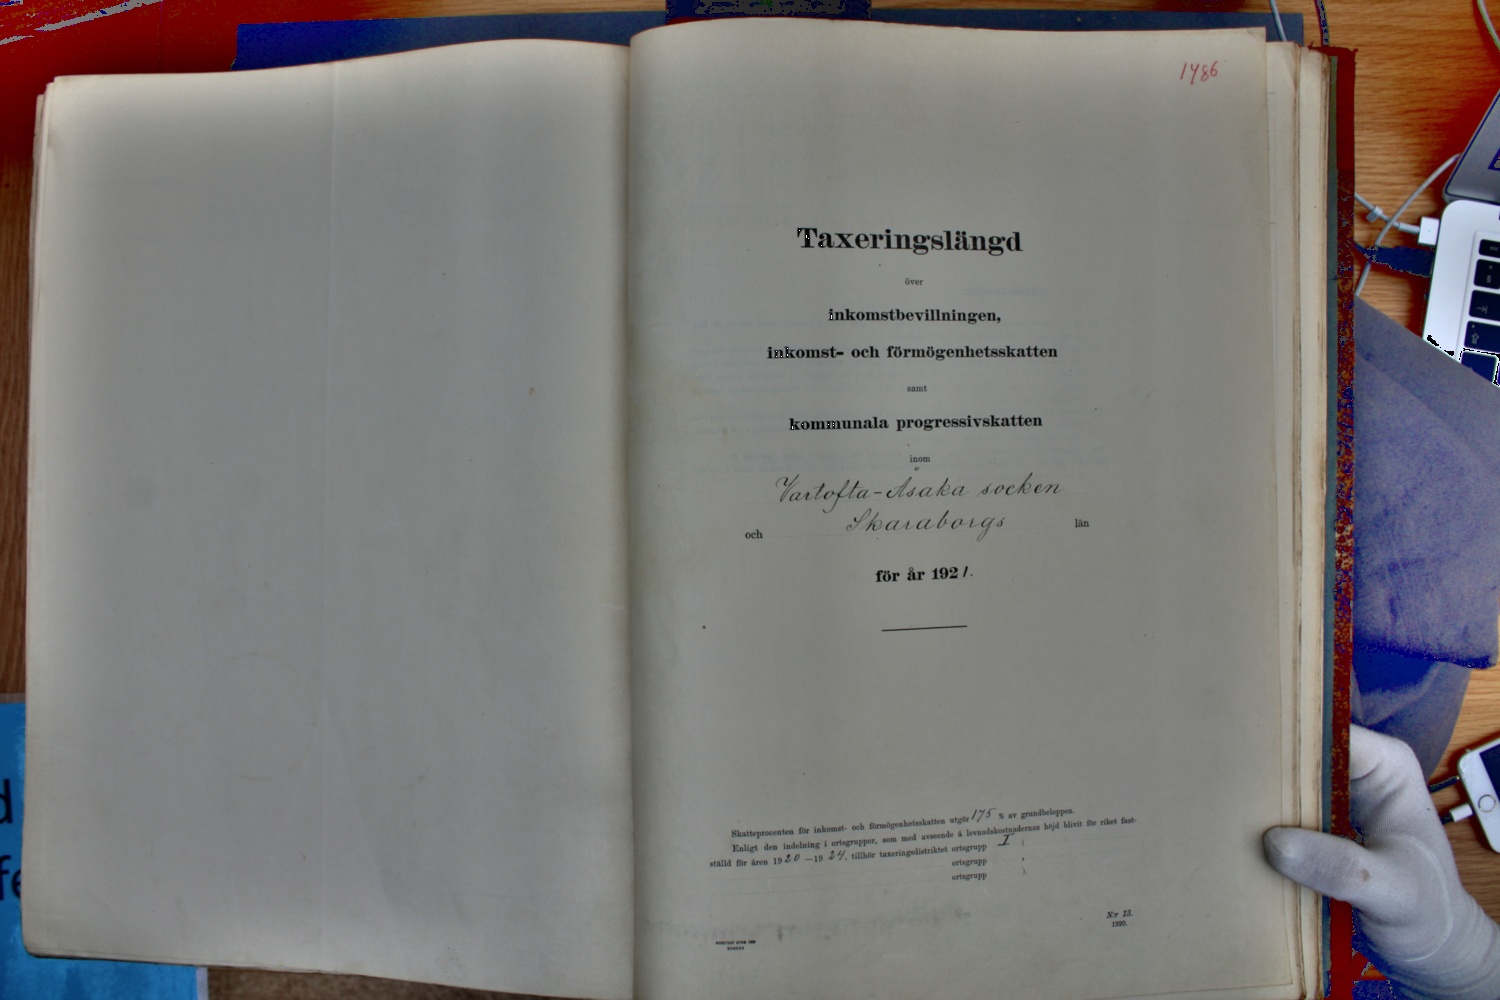 1486
Taxeringslängd
över
inkomstbevillningen,
inkomst- och förmögenhetsskatten
samt
kommunala progressivskatten
inom
Vartofta-Åsaka socken
och Skaraborgs län
för år 1921.
Skatteprocenten för inkomst- och förmögenhetsskatten utgör 175 % av grundbeloppen.
Enligt den indelning i ortsgrupper, som med avseende å levnadskostnadernas höjd blivit för riket fast-
ställd för åren 1920—1924, tillhör taxeringsdistriktet ortsgrupp I
ortsgrupp
ortsgrupp
N:r 13.
1920.